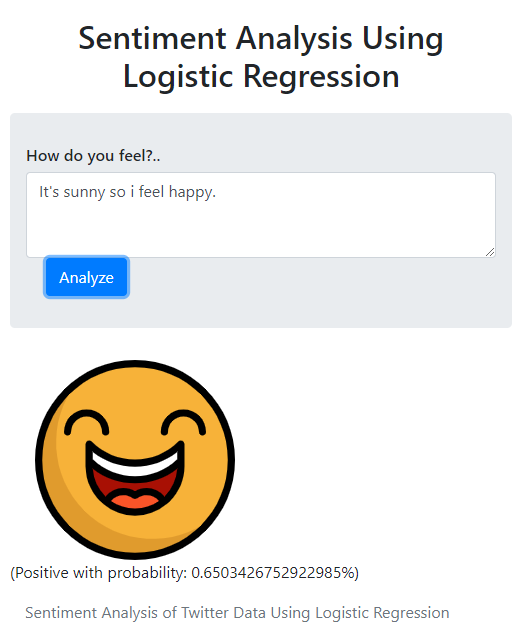 Sentiment Analysis Using
Logistic Regression
How do you feel?..
It's sunny so i feel happy.
Analyze
(Positive with probability: 0.6503426752922985%)
Sentiment Analysis of Twitter Data Using Logistic Regression